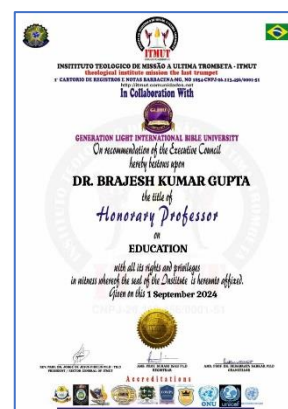 ITMUT
INSTITUTO TEOLOGICO DE MISSÃO A ULTIMA TROMBETA - ITMUT
theological institute mission the last trumpet
In Collaboration With
GENERATION LIGHT INTERNATIONAL BIBLE UNIVERSITY
On recommendation of the Executive Council
hereby bestows upon
DR. BRAJESH KUMAR GUPTA
the title of
Honorary Professor
on
EDUCATION
with all its rights and privileges
in witness whereof the seal of the Institute is hereunto affixed.
Given on this 1 September 2024
Accreditations